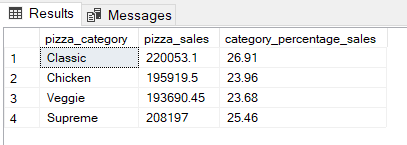 Results Messages
pizza_category pizza_sales category_percentage_sales
1 Classic 220053.1 26.91
2 Chicken 195919.5 23.96
3 Veggie 193690.45 23.68
4 Supreme 208197 25.46